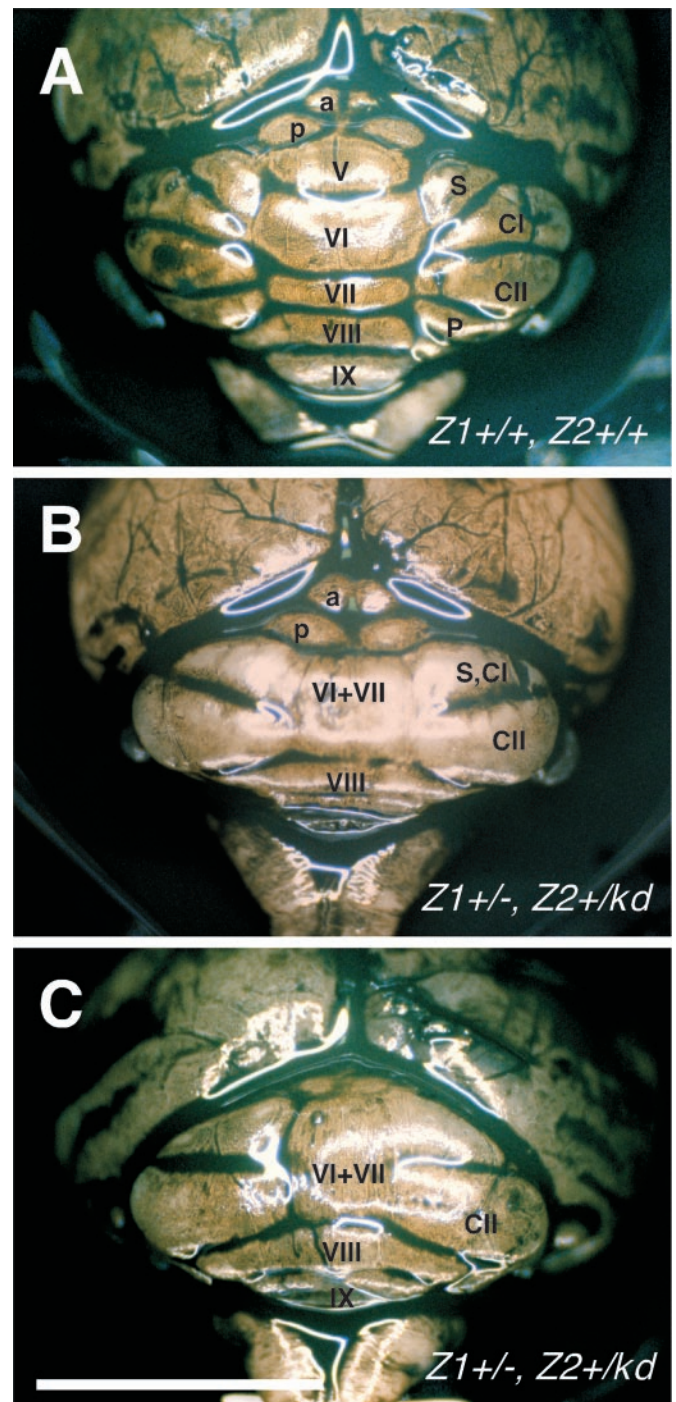 A
a
p
V
S
VI
CI
VII
CII
VIII
P
IX
Z1+/+, Z2+/+
B
a
p
S,CI
VI+VII
CII
VIII
Z1+/-, Z2+/kd
C
VI+VII
CII
VIII
IX
Z1+/-, Z2+/kd